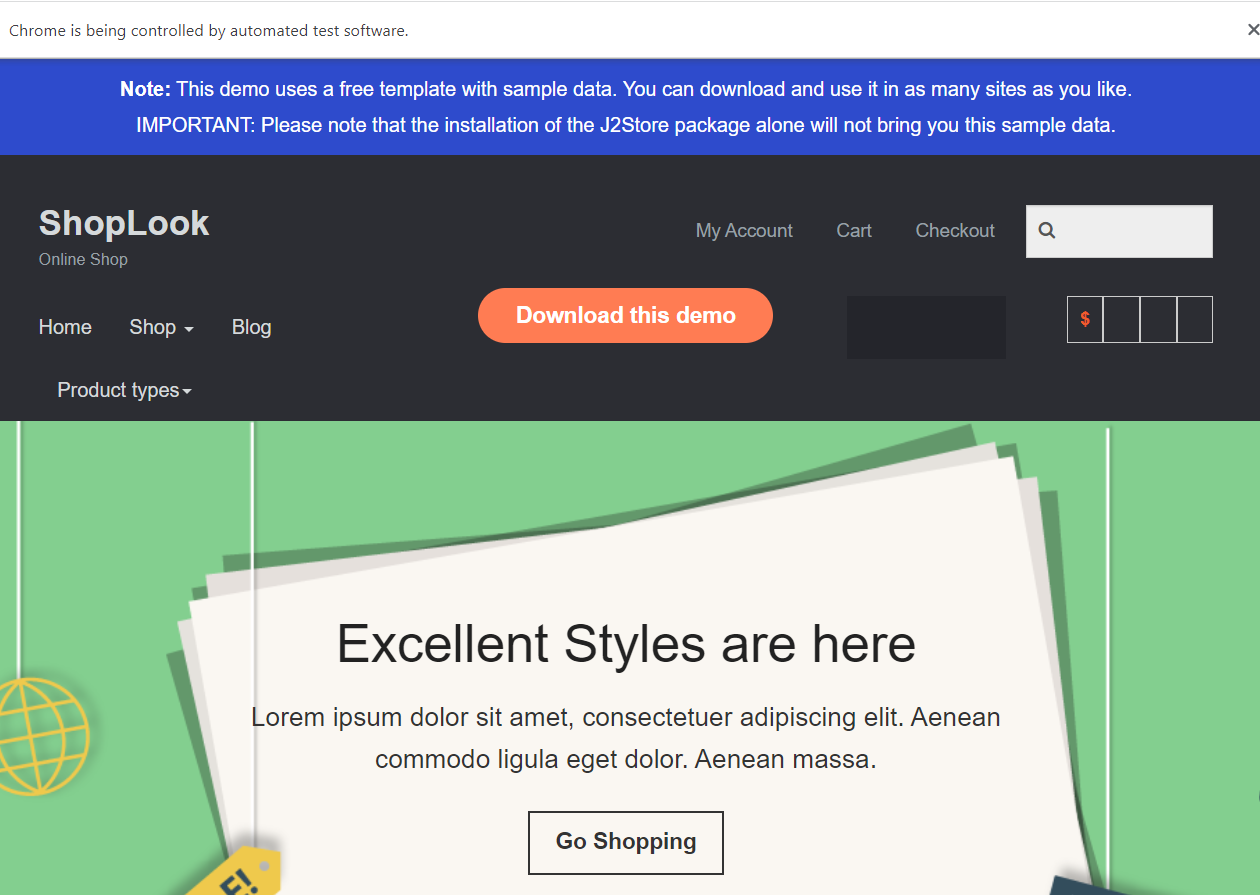 Chrome is being controlled by automated test software.
Note: This demo uses a free template with sample data. You can download and use it in as many sites as you like.
IMPORTANT: Please note that the installation of the J2Store package alone will not bring you this sample data.
ShopLook
Online Shop
My Account
Cart
Checkout
Home
Shop
Blog
Download this demo
$
Product types
Excellent Styles are here
Lorem ipsum dolor sit amet, consectetuer adipiscing elit. Aenean
commodo ligula eget dolor. Aenean massa.
Go Shopping